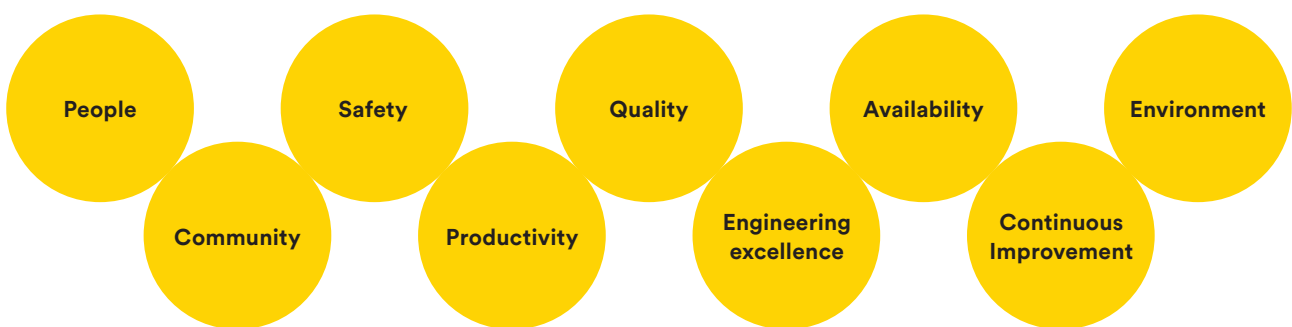 People
Safety
Quality
Availability
Environment
Community
Productivity
Engineering
excellence
Continuous
Improvement